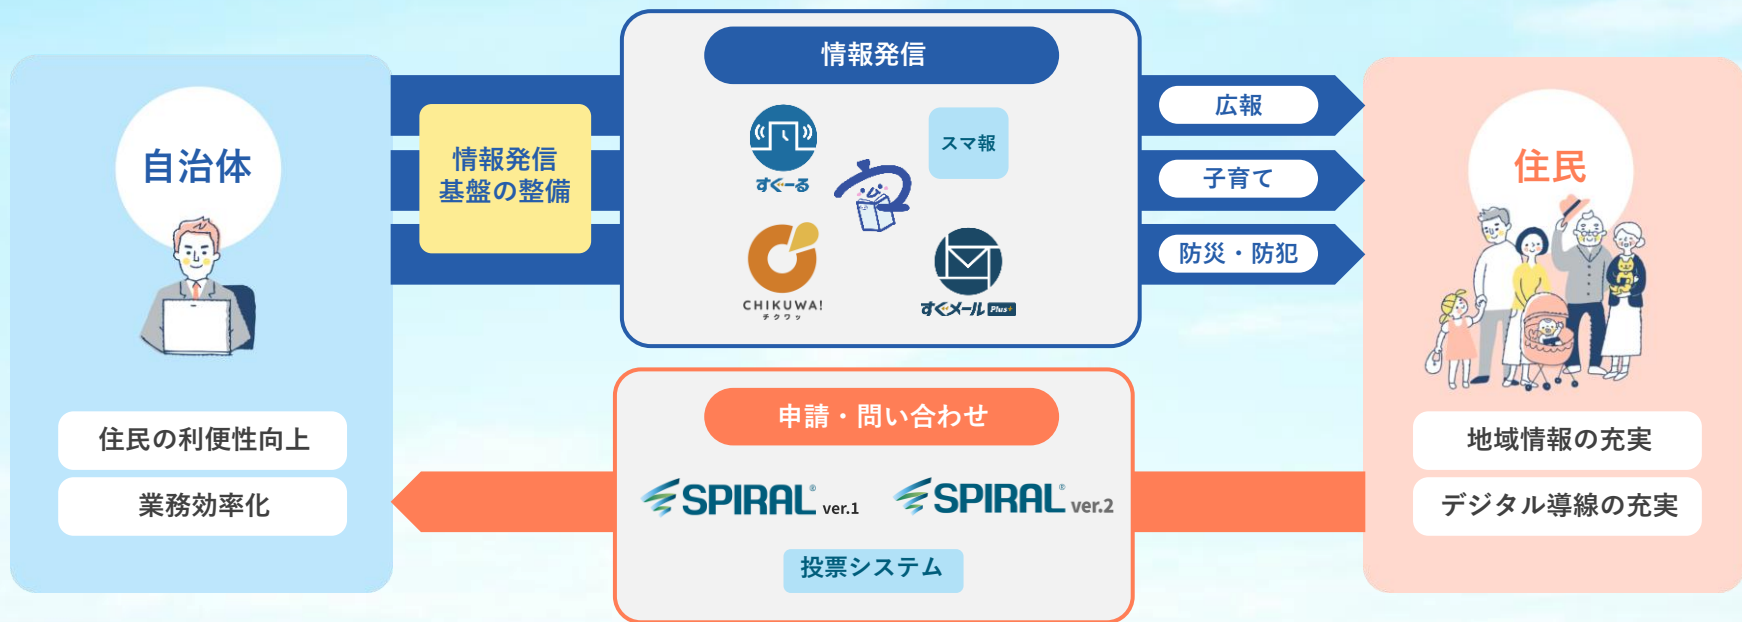 自治体
住民の利便性向上
業務効率化
情報発信
基盤の整備
情報発信
すぐーる
スマ報
CHIKUWA!
チクワッ
すぐメール Plus+
広報
子育て
防災・防犯
申請・問い合わせ
SPIRAL® ver.1
SPIRAL® ver.2
投票システム
住民
地域情報の充実
デジタル導線の充実